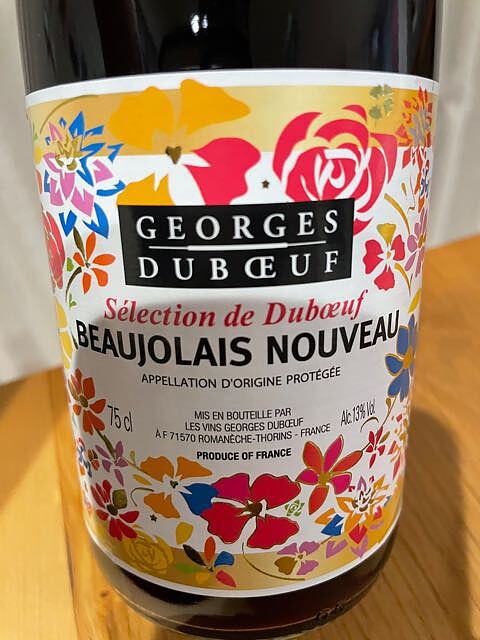 GEORGES
DUBŒUF
Sélection de Dubœuf
BEAUJOLAIS NOUVEAU
APPELLATION D'ORIGINE PROTÉGÉE
75 cl
MIS EN BOUTEILLE PAR
LES VINS GEORGES DUBŒUF
À F 71570 ROMANÈCHE-THORINS - FRANCE
Alc.13% Vol.
PRODUCE OF FRANCE